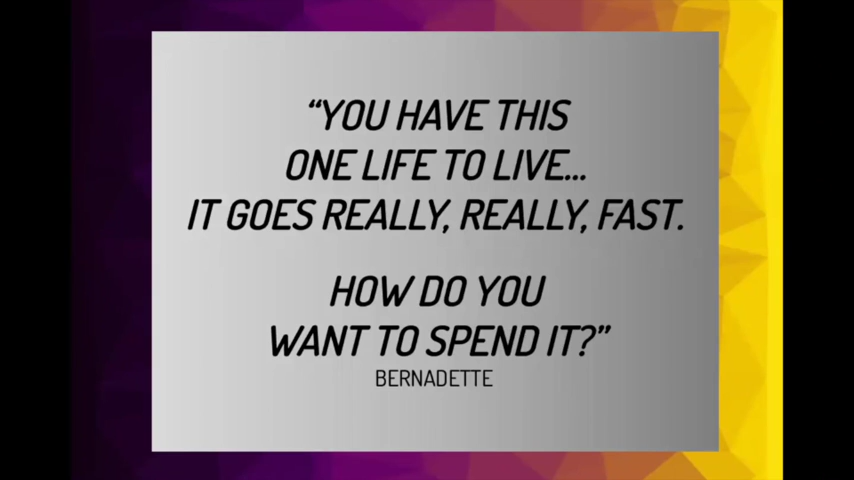 “YOU HAVE THIS
ONE LIFE TO LIVE...
IT GOES REALLY, REALLY, FAST.
HOW DO YOU
WANT TO SPEND IT?”
BERNADETTE